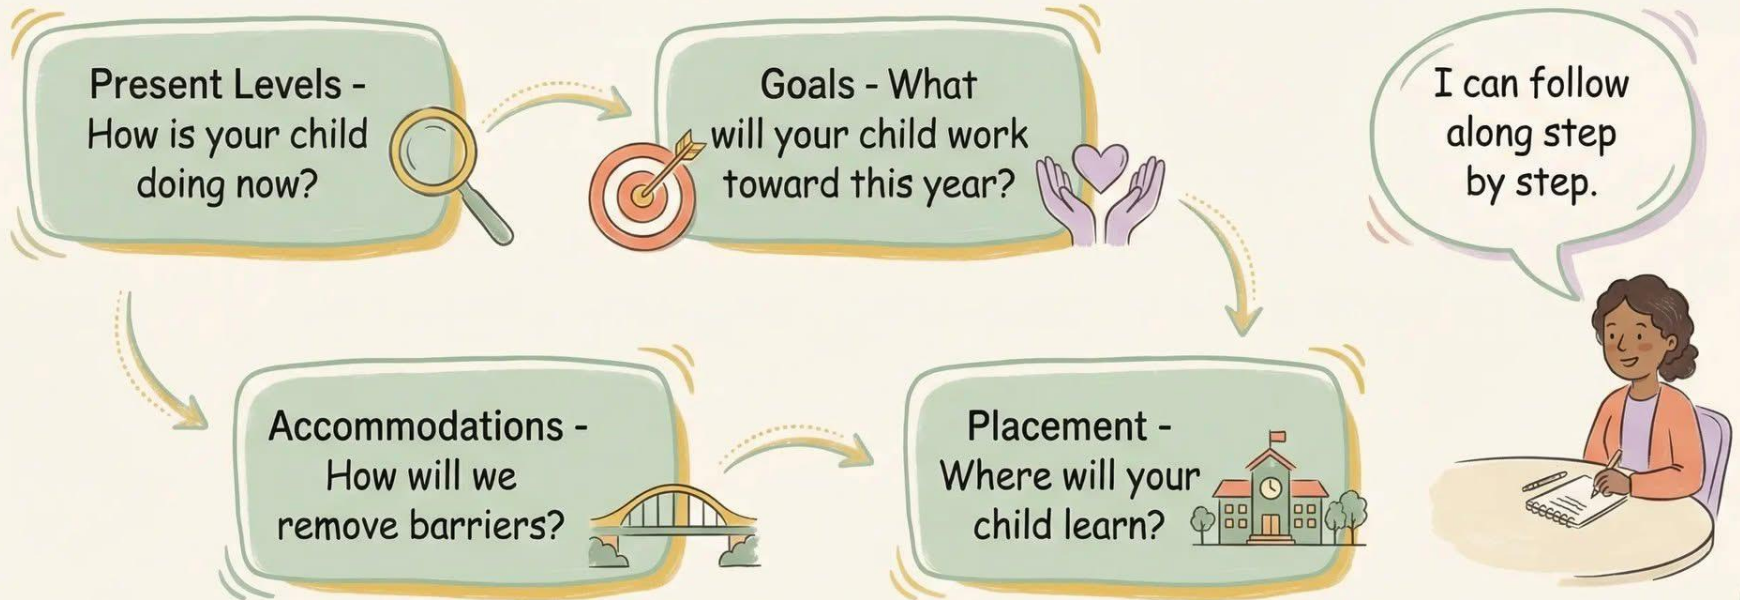 Present Levels -
How is your child
doing now?
Goals - What
will your child work
toward this year?
Accommodations -
How will we
remove barriers?
Placement -
Where will your
child learn?
I can follow
along step
by step.